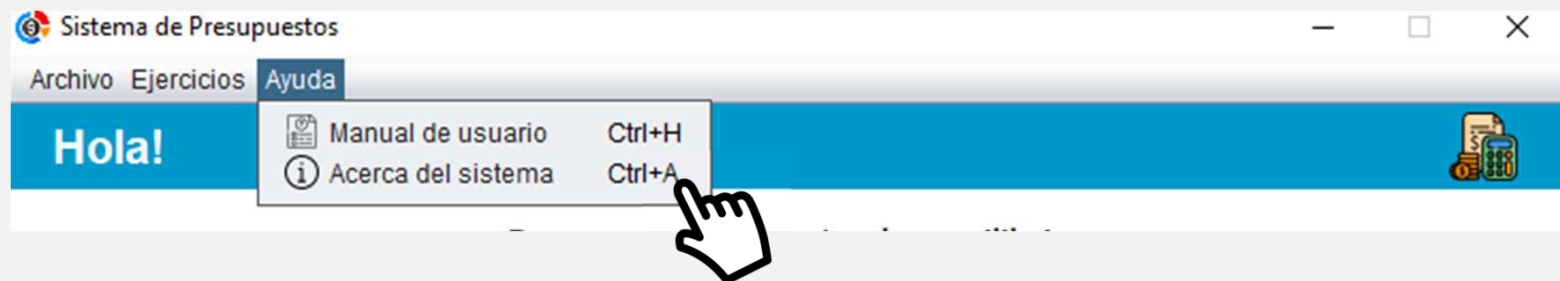 Sistema de Presupuestos
Archivo Ejercicios Ayuda
Hola!
Manual de usuario Ctrl+H
Acerca del sistema Ctrl+A